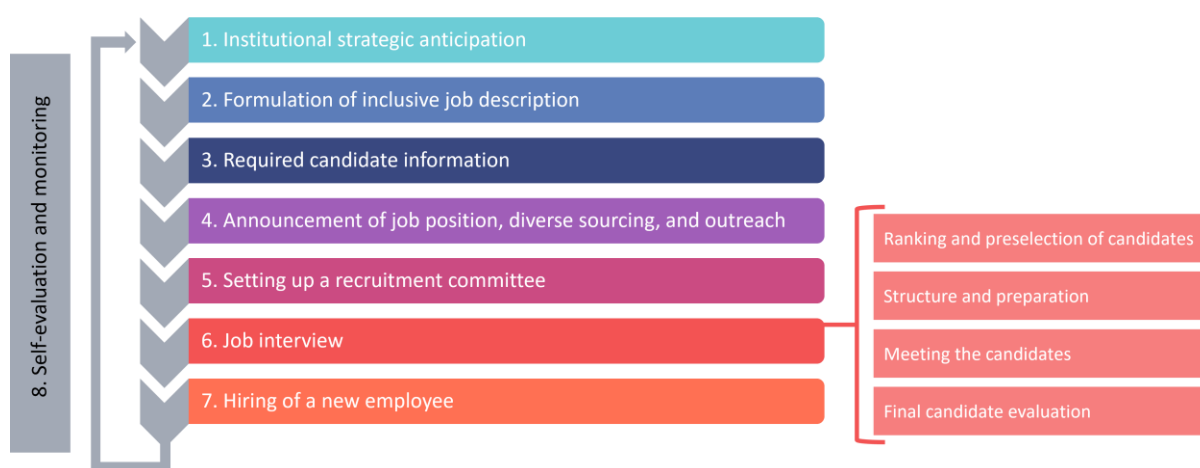 8. Self-evaluation and monitoring
1. Institutional strategic anticipation
2. Formulation of inclusive job description
3. Required candidate information
4. Announcement of job position, diverse sourcing, and outreach
5. Setting up a recruitment committee
6. Job interview
7. Hiring of a new employee
Ranking and preselection of candidates
Structure and preparation
Meeting the candidates
Final candidate evaluation